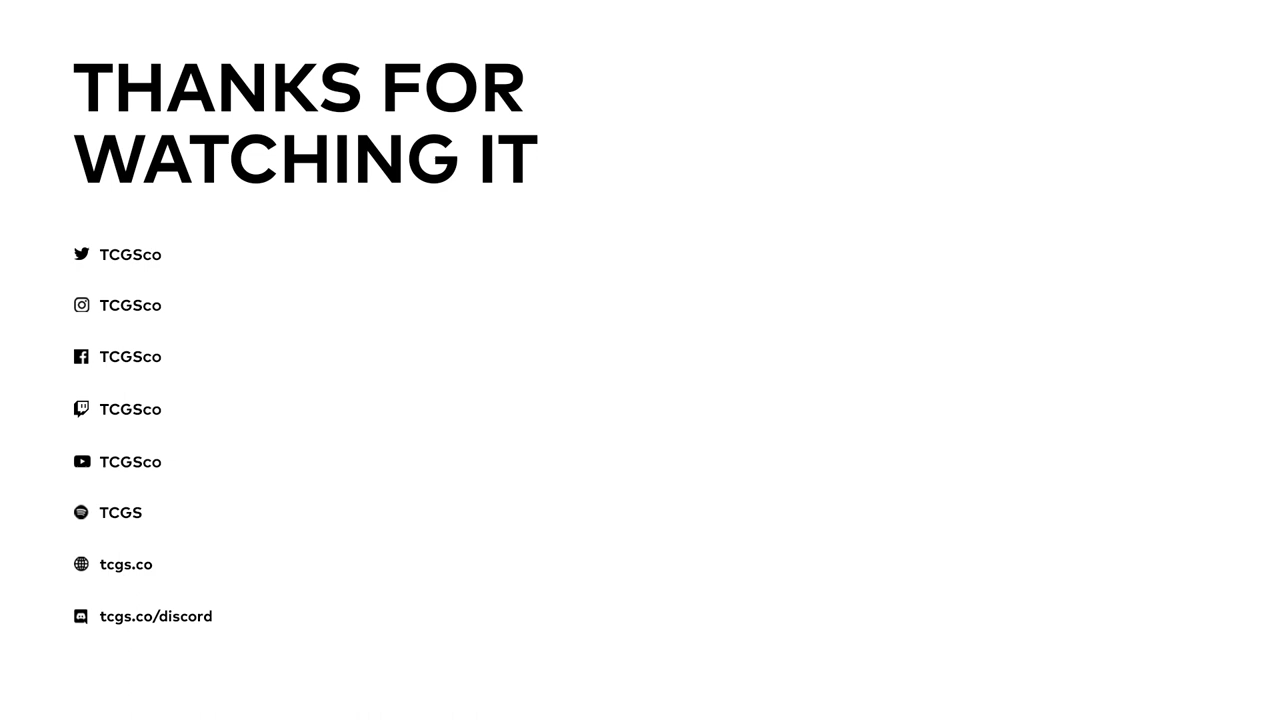 THANKS FOR
WATCHING IT
TCGSco
TCGSco
TCGSco
TCGSco
TCGSco
TCGS
tcgs.co
tcgs.co/discord